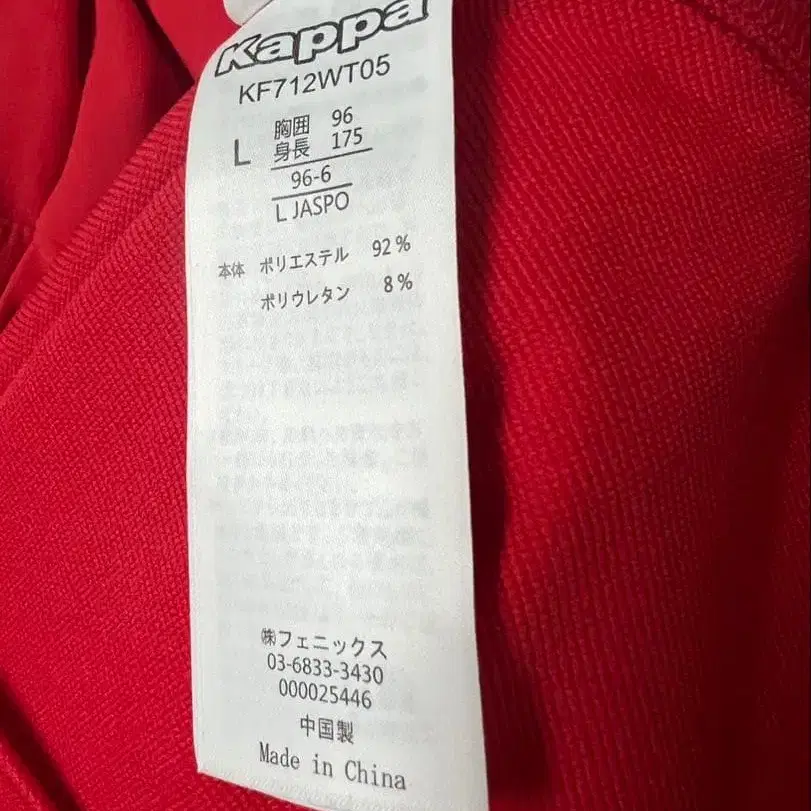 Kappa
KF712WT05
L 胸囲 96
身長 175
96-6
L JASPO
本体 ポリエステル 92%
ポリウレタン 8%
㈱フェニックス
03-6833-3430
000025446
中国製
Made in China